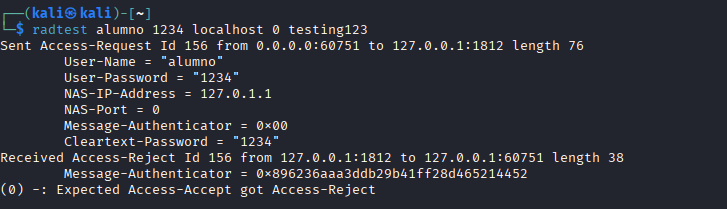 ┌──(kali㉿kali)-[~]
└─$ radtest alumno 1234 localhost 0 testing123
Sent Access-Request Id 156 from 0.0.0.0:60751 to 127.0.0.1:1812 length 76
User-Name = "alumno"
User-Password = "1234"
NAS-IP-Address = 127.0.1.1
NAS-Port = 0
Message-Authenticator = 0×00
Cleartext-Password = "1234"
Received Access-Reject Id 156 from 127.0.0.1:1812 to 127.0.0.1:60751 length 38
Message-Authenticator = 0×896236aaa3ddb29b41ff28d465214452
(0) -: Expected Access-Accept got Access-Reject